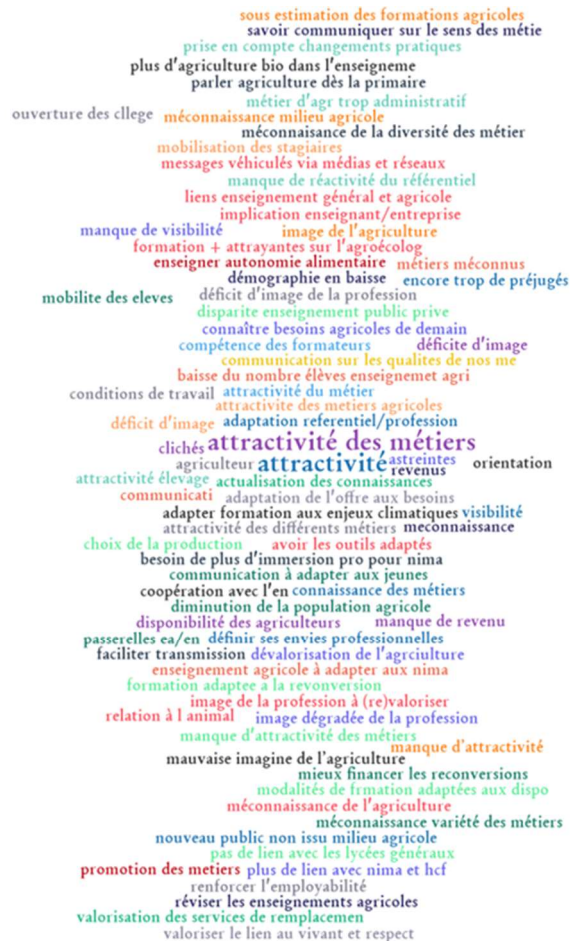 sous estimation des formations agricoles
savoir communiquer sur le sens des métie
prise en compte changements pratiques
plus d'agriculture bio dans l'enseigneme
parler agriculture dès la primaire
métier d'agr trop administratif
ouverture des cllege méconnaissance milieu agricole
méconnaisance de la diversité des métier
mobilisation des stagiaires
messages véhiculés via médias et réseaux
manque de réactivité du référentiel
liens enseignement général et agricole
implication enseignant/entreprise
manque de visibilité image de l'agriculture
formation + attrayantes sur l'agroécolog
enseigner autonomie alimentaire métiers méconnus
démographie en baisse encore trop de préjugés
mobilite des eleves déficit d'image de la profession
disparite enseignement public prive
connaître besoins agricoles de demain
compétence des formateurs déficite d'image
communication sur les qualites de nos me
baisse du nombre élèves enseignemet agri
conditions de travail attractivité du métier
attractivite des metiers agricoles
déficit d'image adaptation referentiel/profession
clichés attractivité des métiers
agriculteur attractivité astreintes revenus orientation
attractivité élevage actualisation des connaissances
communicati adaptation de l'offre aux besoins
adapter formation aux enjeux climatiques visibilité
attractivité des différents métiers meconnaissance
choix de la production avoir les outils adaptés
besoin de plus d'immersion pro pour nima
communication à adapter aux jeunes
coopération avec l'en connaissance des métiers
diminution de la population agricole
disponibilité des agriculteurs manque de revenu
passerelles ea/en définir ses envies professionnelles
faciliter transmission dévalorisation de l'agrciulture
enseignement agricole à adapter aux nima
formation adaptee a la revonversion
image de la profession à (re)valoriser
relation à l animal image dégradée de la profession
manque d'attractivité des métiers
manque d'attractivité
mauvaise imagine de l'agriculture
mieux financer les reconversions
modalités de frmation adaptées aux dispo
méconnaissance de l'agriculture
méconnaissance variété des métiers
nouveau public non issu milieu agricole
pas de lien avec les lycées généraux
promotion des metiers plus de lien avec nima et hcf
renforcer l'employabilité
réviser les enseignements agricoles
valorisation des services de remplacemen
valoriser le lien au vivant et respect